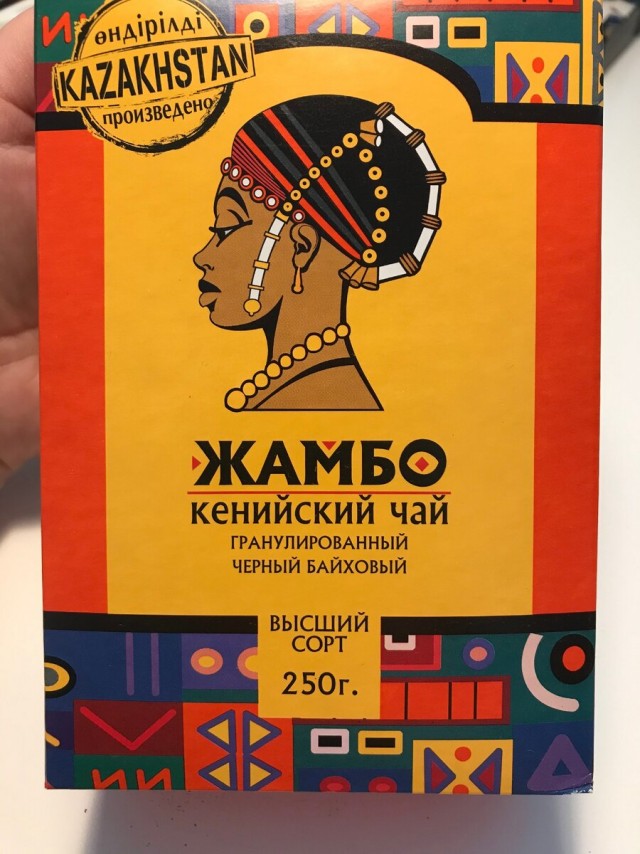 өндірілді
KAZAKHSTAN
произведено
ЖАМБО
кенийский чай
ГРАНУЛИРОВАННЫЙ
ЧЕРНЫЙ БАЙХОВЫЙ
ВЫСШИЙ
СОРТ
250г.